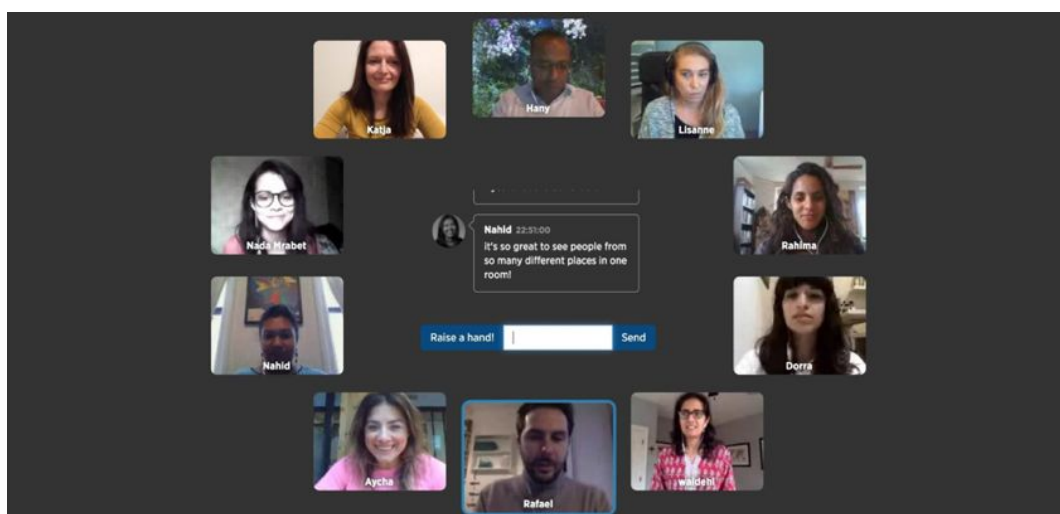 Katja
Hany
Lisanne
Nada Mrabet
Rahima
Nahid 22:51:00
it's so great to see people from
so many different places in one
room!
Nahid
Dorra
Raise a hand!
Send
Aycha
Rafael
waidehi